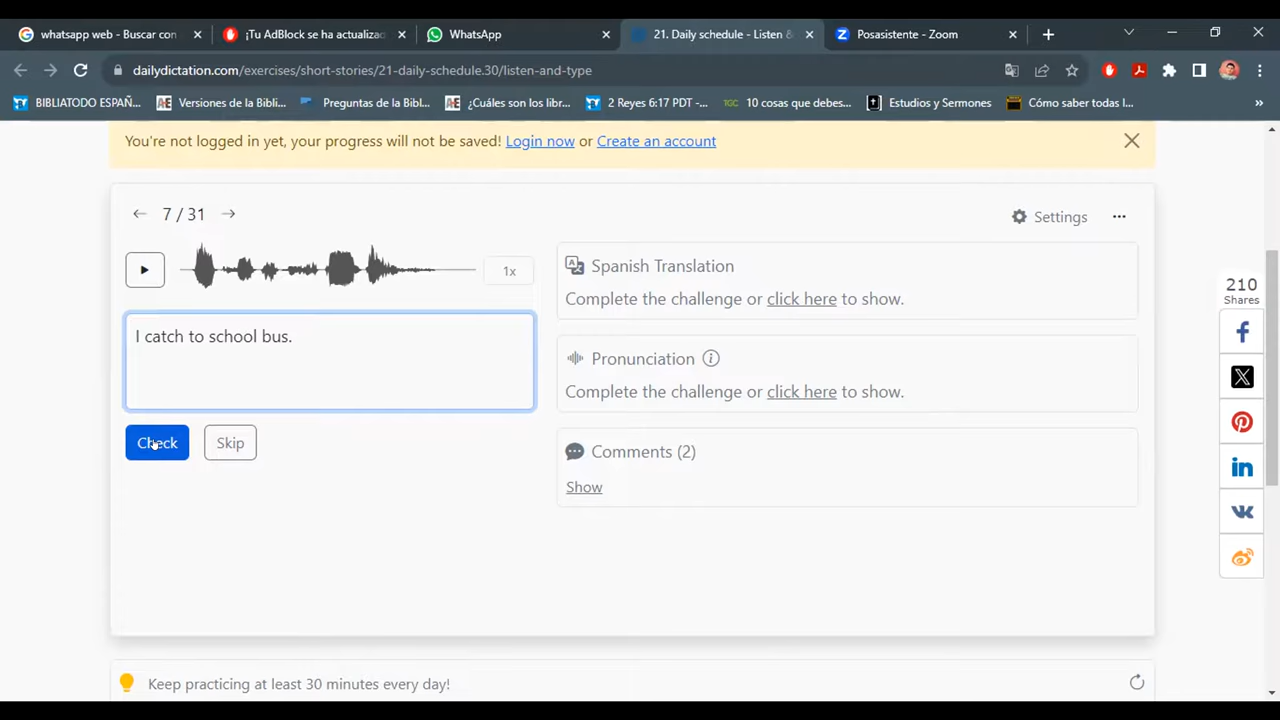 whatsapp web - Buscar con
¡Tu AdBlock se ha actualizad
WhatsApp
21. Daily schedule - Listen &
Posasistente - Zoom
dailydictation.com/exercises/short-stories/21-daily-schedule.30/listen-and-type
BIBLIATODO ESPAÑ...
Versiones de la Bibli...
Preguntas de la Bibl...
¿Cuáles son los libr...
2 Reyes 6:17 PDT -...
TGC 10 cosas que debes...
Estudios y Sermones
Cómo saber todas l...
»
You're not logged in yet, your progress will not be saved! Login now or Create an account
7 / 31
Settings
1x
I catch to school bus.
Check
Skip
Spanish Translation
Complete the challenge or click here to show.
Pronunciation
Complete the challenge or click here to show.
Comments (2)
Show
210
Shares
Keep practicing at least 30 minutes every day!